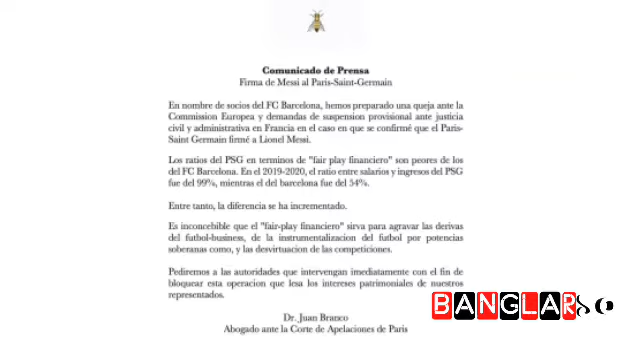 Comunicado de Prensa
Firma de Messi al Paris-Saint-Germain
En nombre de socios del FC Barcelona, hemos preparado una queja ante la
Commission Europea y demandas de suspension provisional ante justicia
civil y administrativa en Francia en el caso en que se confirmé que el Paris-
Saint Germain firmé a Lionel Messi.
Los ratios del PSG en terminos de "fair play financiero" son peores de los
del FC Barcelona. En el 2019-2020, el ratio entre salarios y ingresos del PSG
fue del 99%, mientras el del barcelona fue del 54%.
Entre tanto, la diferencia se ha incrementado.
Es inconcebible que el "fair-play financiero" sirva para agravar las derivas
del futbol-business, de la instrumentalizacion del futbol por potencias
soberanas como, y las desvirtuacion de las competiciones.
Pediremos a las autoridades que intervengan imediatamente con el fin de
bloquear esta operacion que lesa los intereses patrimoniales de nuestros
representados.
Dr. Juan Branco
Abogado ante la Corte de Apelaciones de Paris
BANGLAR